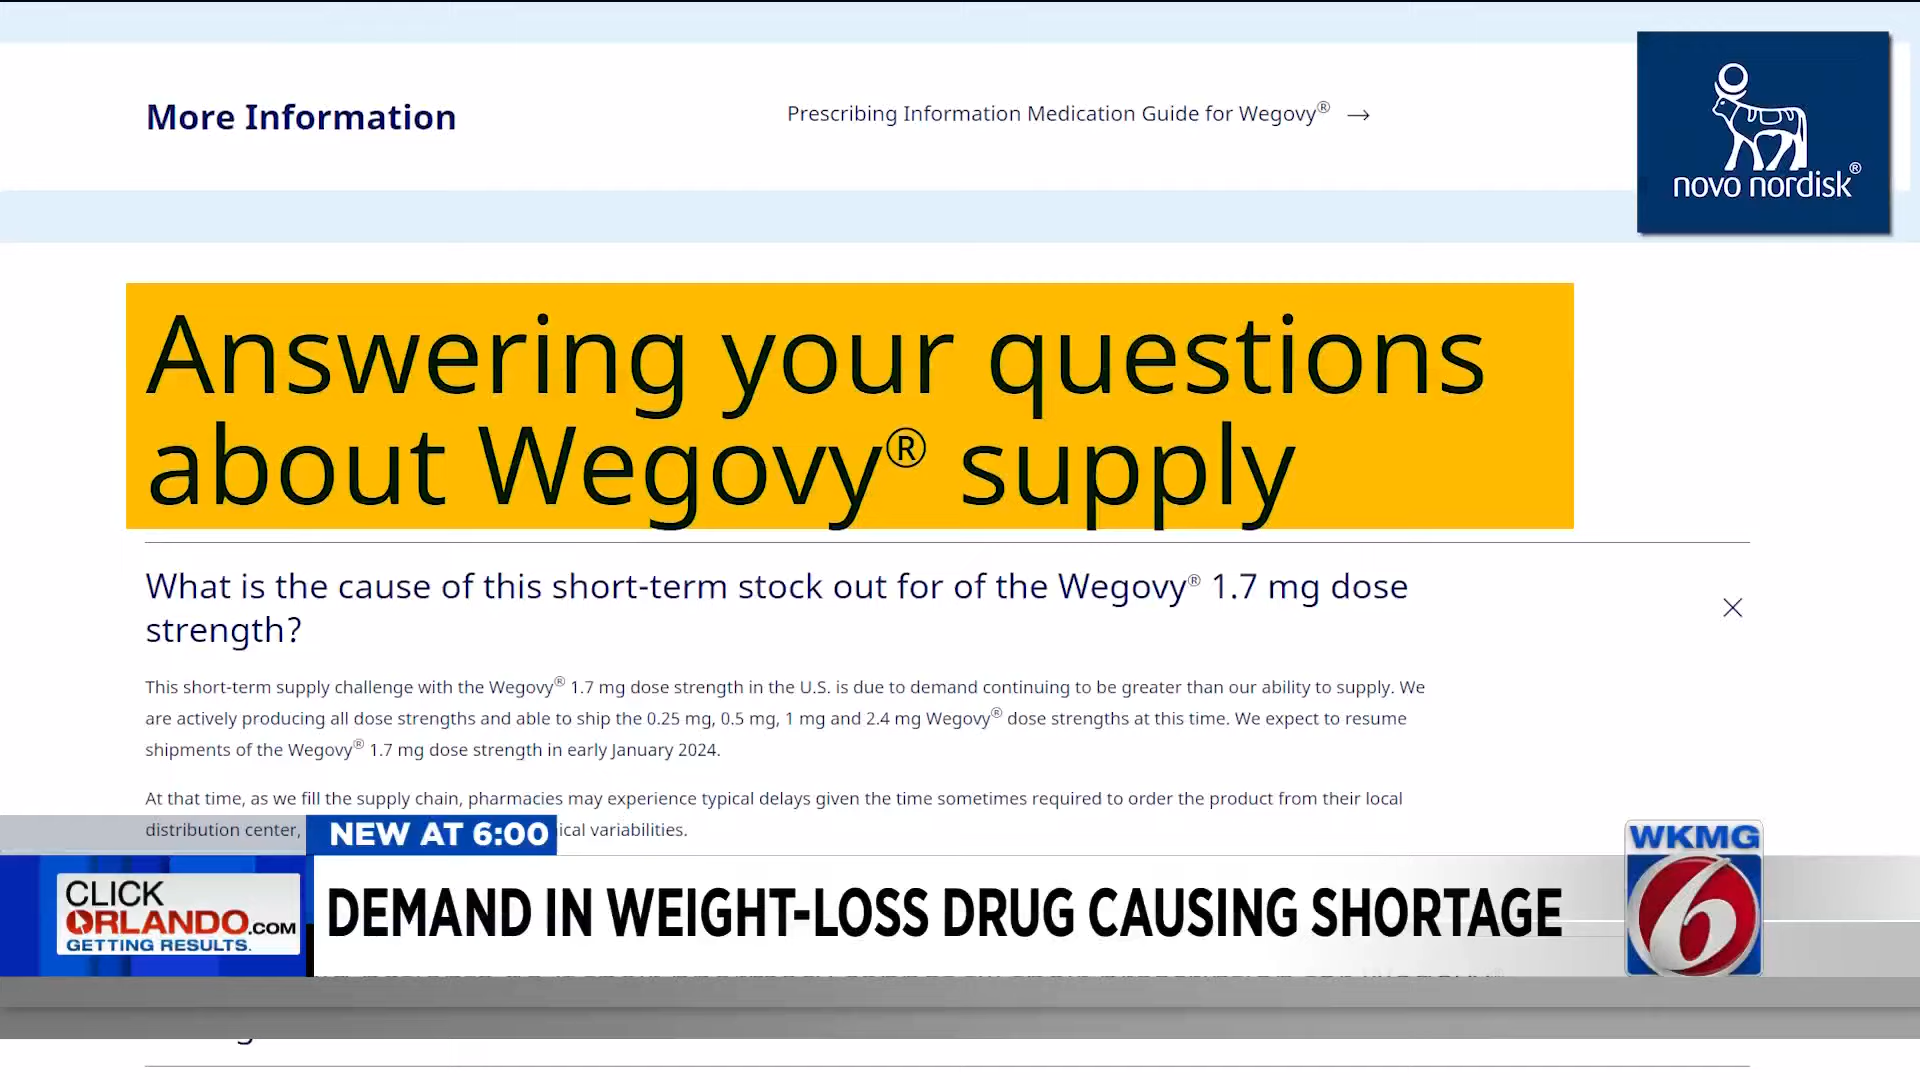 More Information
Prescribing Information Medication Guide for Wegovy® →
novo nordisk®
Answering your questions
about Wegovy® supply
What is the cause of this short-term stock out for of the Wegovy® 1.7 mg dose
strength?
This short-term supply challenge with the Wegovy® 1.7 mg dose strength in the U.S. is due to demand continuing to be greater than our ability to supply. We
are actively producing all dose strengths and able to ship the 0.25 mg, 0.5 mg, 1 mg and 2.4 mg Wegovy® dose strengths at this time. We expect to resume
shipments of the Wegovy® 1.7 mg dose strength in early January 2024.
At that time, as we fill the supply chain, pharmacies may experience typical delays given the time sometimes required to order the product from their local
distribution center, ical variabilities.
NEW AT 6:00
CLICK
ORLANDO.COM
GETTING RESULTS.
DEMAND IN WEIGHT-LOSS DRUG CAUSING SHORTAGE
WKMG
6